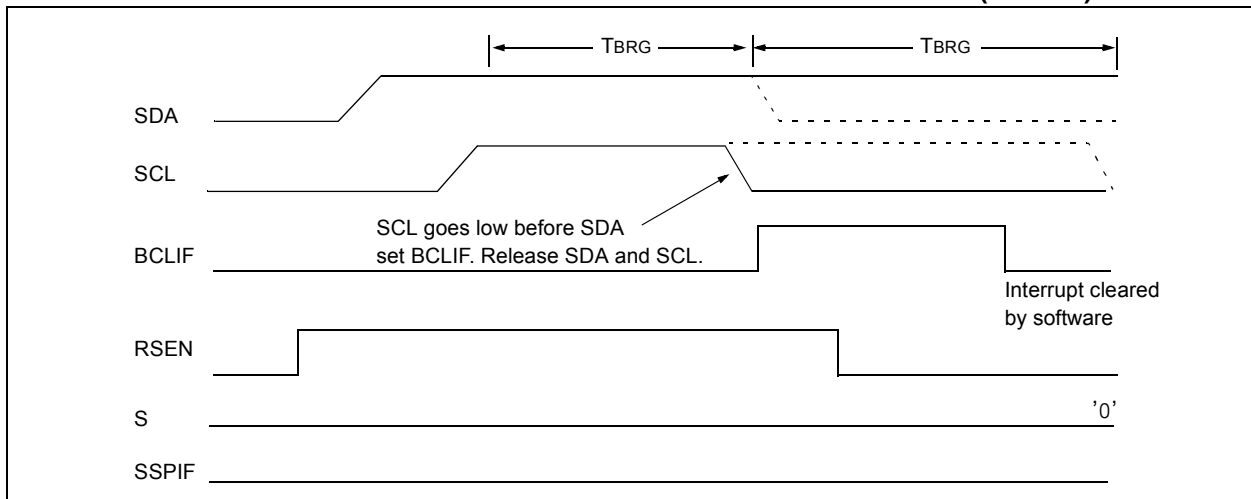 TBRG
TBRG
SDA
SCL
SCL goes low before SDA
set BCLIF. Release SDA and SCL.
BCLIF
Interrupt cleared
by software
RSEN
S
'0'
SSPIF